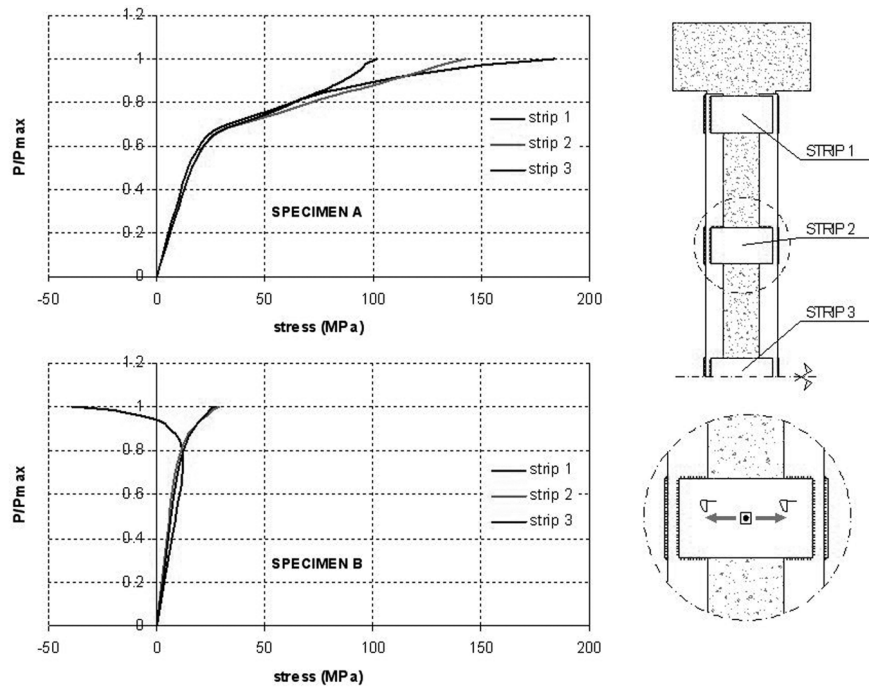 1.2
1
0.8
0.6
0.4
0.2
0
P/Pmax
strip 1
strip 2
strip 3
SPECIMEN A
-50 0 50 100 150 200
stress (MPa)
1.2
1
0.8
0.6
0.4
0.2
0
P/Pmax
strip 1
strip 2
strip 3
SPECIMEN B
-50 0 50 100 150 200
stress (MPa)
STRIP 1
STRIP 2
STRIP 3